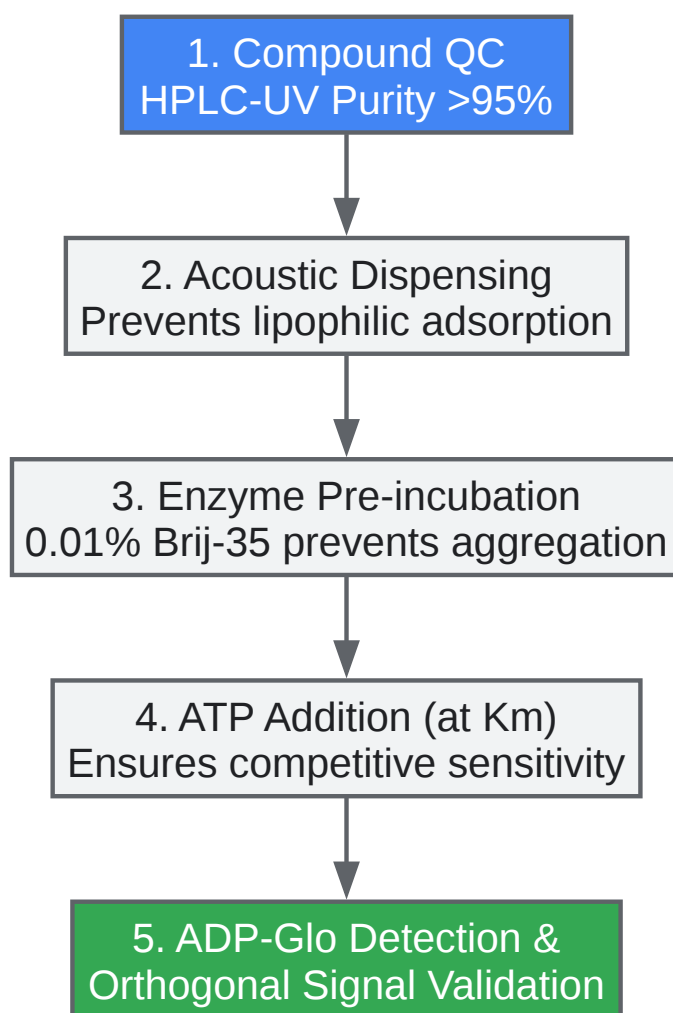 1. Compound QC
HPLC-UV Purity >95%
2. Acoustic Dispensing
Prevents lipophilic adsorption
3. Enzyme Pre-incubation
0.01% Brij-35 prevents aggregation
4. ATP Addition (at Km)
Ensures competitive sensitivity
5. ADP-Glo Detection &
Orthogonal Signal Validation